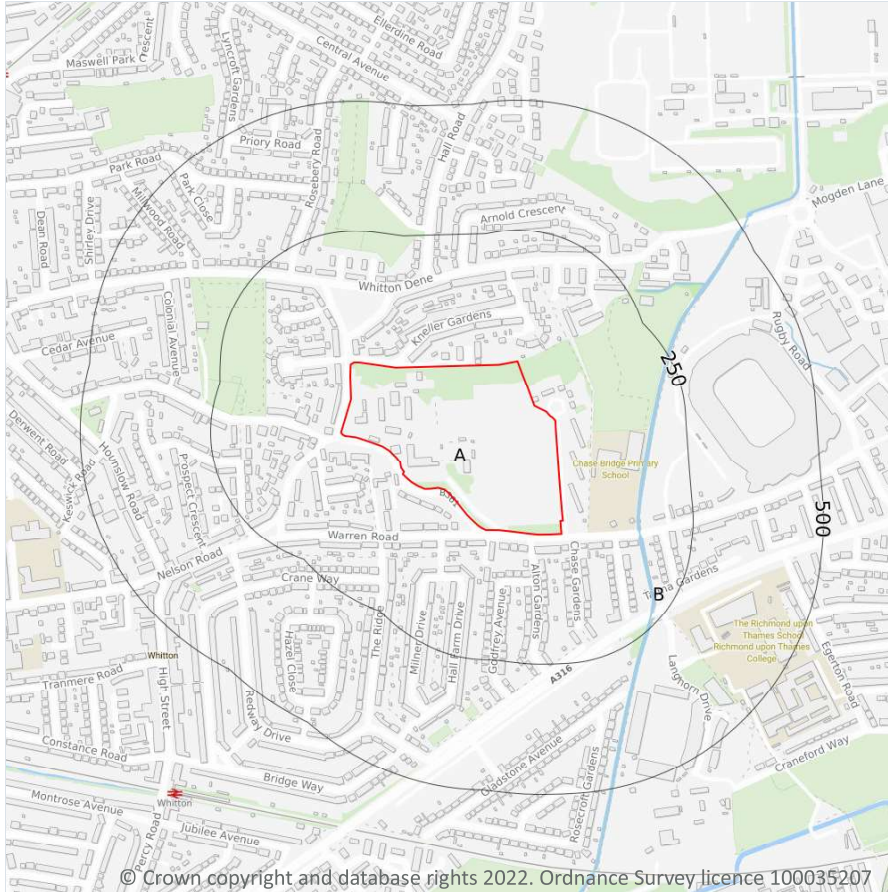 Maswell Park
Crescent
Lyncroft Gardens
Central Avenue
Ellerdine Road
Priory Road
Hall Road
Park Road
Park Close
Millwood Road
Rosebery Road
Shirley Drive
Dean Road
Arnold Crescent
Mogden Lane
Whitton Dene
Colonial Avenue
Kneller Gardens
Cedar Avenue
Rugby Road
250
Derwent Road
Hounslow Road
Keswick Road
Prospect Crescent
A
Chase Bridge Primary
School
500
Warren Road
Nelson Road
Crane Way
Chase Gardens
Alton Gardens
Gardens
B
The Ridge
Milner Drive
Hall Farm Drive
Godfrey Avenue
Hazel Close
The Richmond upon
Thames School
Richmond upon Thames
College
Egerton Road
Whitton
Tranmere Road
High Street
A316
Langhorn Drive
Redway Drive
Constance Road
Gladstone Avenue
Craneford Way
Bridge Way
Rosecroft Gardens
Whitton
Montrose Avenue
Jubilee Avenue
Percy Road
© Crown copyright and database rights 2022. Ordnance Survey licence 100035207